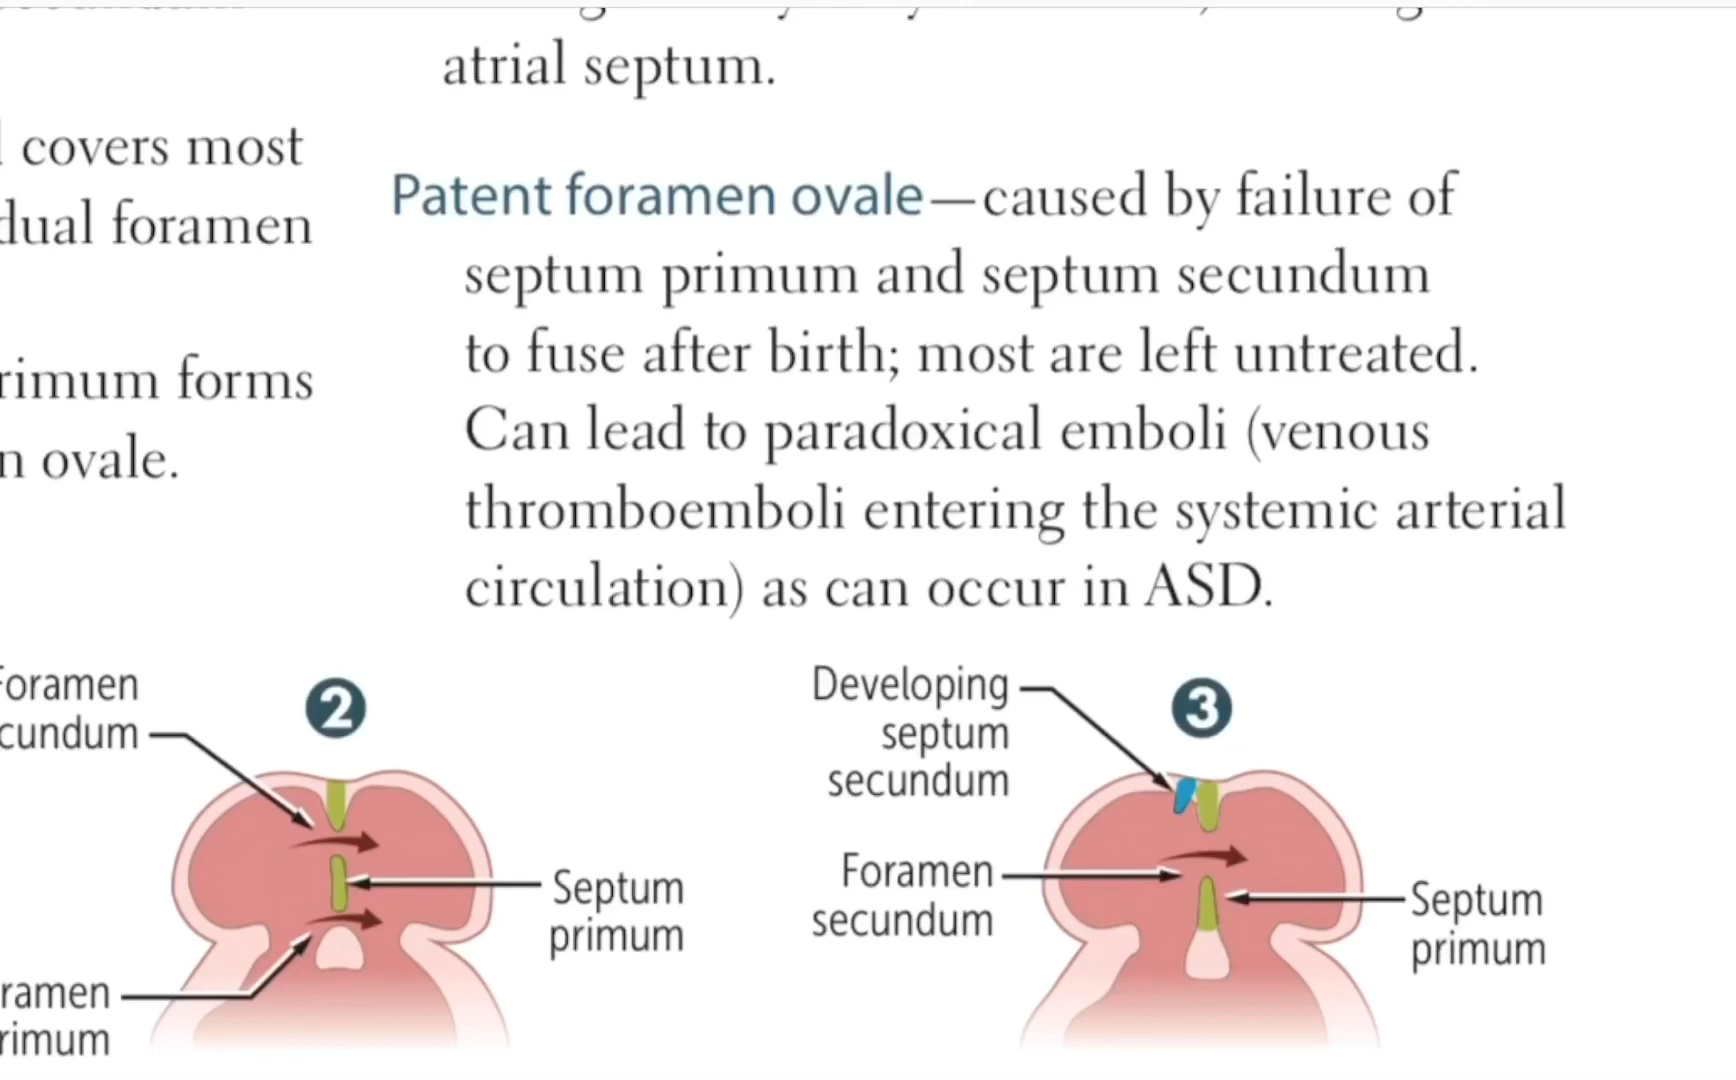 atrial septum.
covers most
dual foramen
rimum forms
n ovale.
Patent foramen ovale—caused by failure of
septum primum and septum secundum
to fuse after birth; most are left untreated.
Can lead to paradoxical emboli (venous
thromboemboli entering the systemic arterial
circulation) as can occur in ASD.
Foramen
cundum
2
Septum
primum
ramen
rimum
Developing
septum
secundum
3
Foramen
secundum
Septum
primum